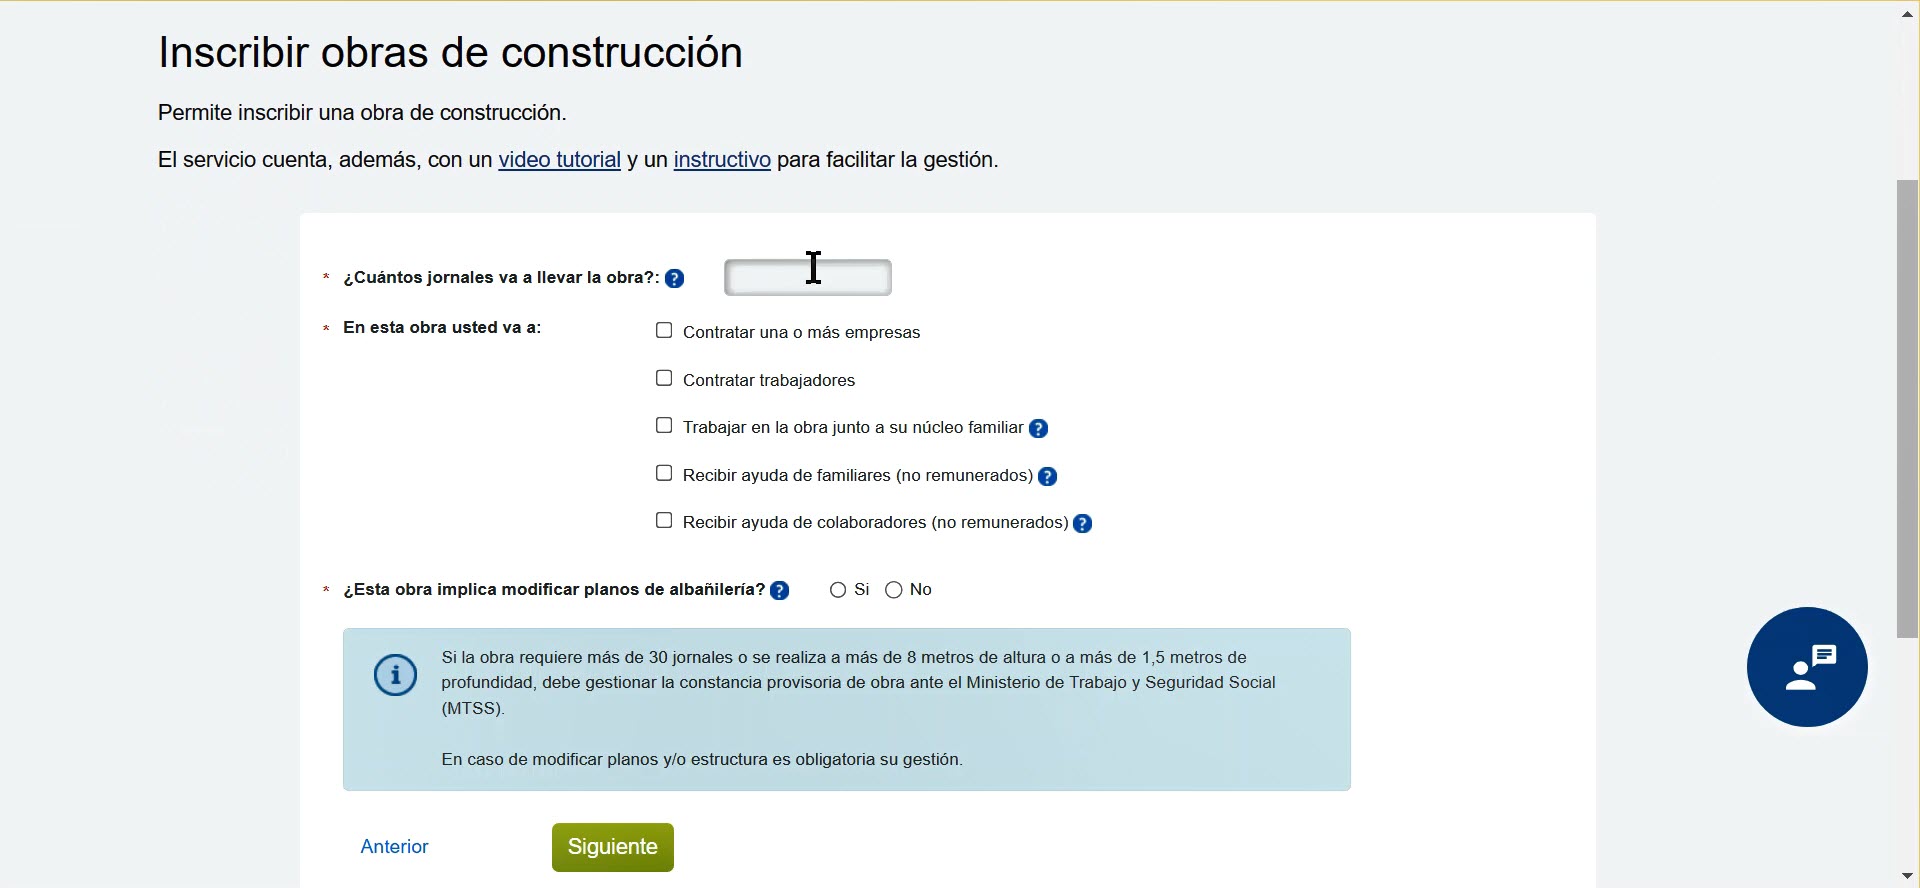 Inscribir obras de construcción
Permite inscribir una obra de construcción.
El servicio cuenta, además, con un video tutorial y un instructivo para facilitar la gestión.
* ¿Cuántos jornales va a llevar la obra?: ?
* En esta obra usted va a:
Contratar una o más empresas
Contratar trabajadores
Trabajar en la obra junto a su núcleo familiar ?
Recibir ayuda de familiares (no remunerados) ?
Recibir ayuda de colaboradores (no remunerados) ?
* ¿Esta obra implica modificar planos de albañilería? ? Si No
Si la obra requiere más de 30 jornales o se realiza a más de 8 metros de altura o a más de 1,5 metros de
profundidad, debe gestionar la constancia provisoria de obra ante el Ministerio de Trabajo y Seguridad Social
(MTSS).
En caso de modificar planos y/o estructura es obligatoria su gestión.
Anterior Siguiente